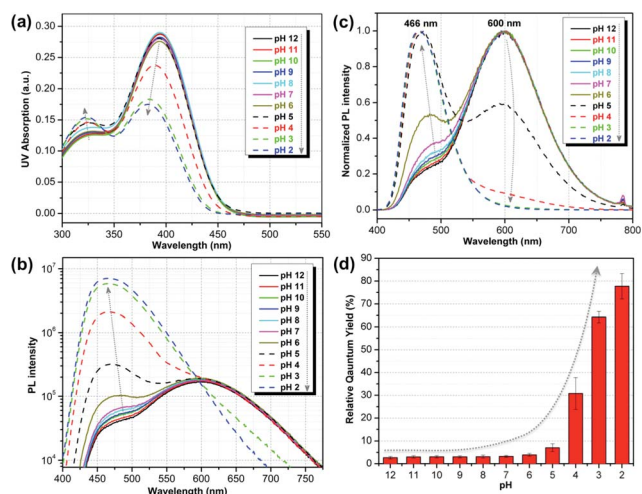 (a)
0.30
0.25
0.20
0.15
0.10
0.05
0.00
UV Absorption (a.u.)
300 350 400 450 500 550
Wavelength (nm)
pH 12
pH 11
pH 10
pH 9
pH 8
pH 7
pH 6
pH 5
pH 4
pH 3
pH 2
(c)
466 nm 600 nm
1.0
0.8
0.6
0.4
0.2
0.0
Normalized PL intensity
400 500 600 700 800
Wavelength (nm)
pH 12
pH 11
pH 10
pH 9
pH 8
pH 7
pH 6
pH 5
pH 4
pH 3
pH 2
(b)
10⁷
10⁶
10⁵
10⁴
PL intensity
400 450 500 550 600 650 700 750
Wavelength (nm)
pH 12
pH 11
pH 10
pH 9
pH 8
pH 7
pH 6
pH 5
pH 4
pH 3
pH 2
(d)
90
80
70
60
50
40
30
20
10
0
Relative Qauntum Yield (%)
12 11 10 9 8 7 6 5 4 3 2
pH